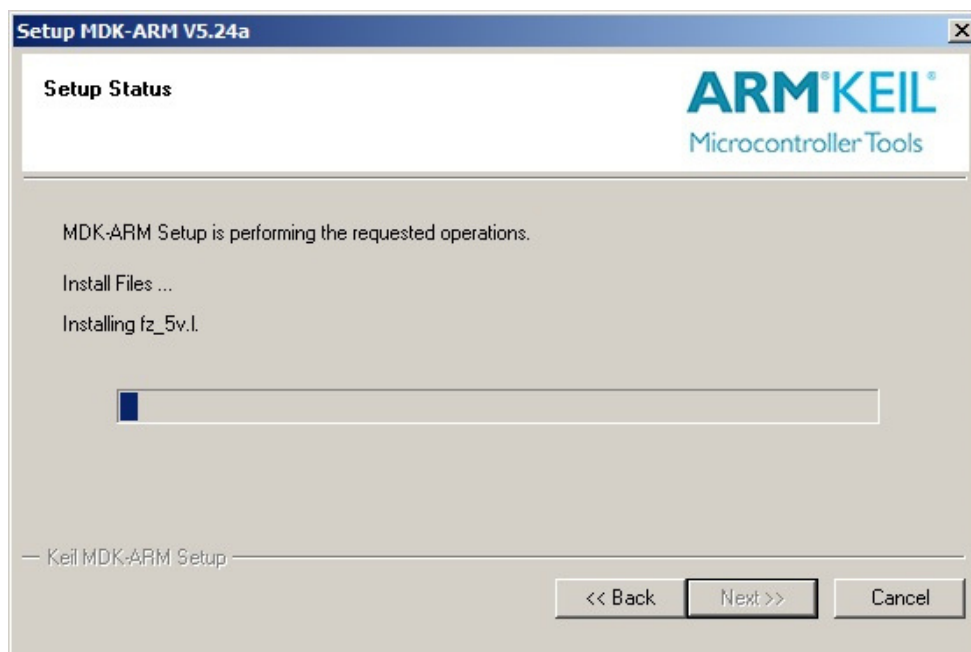 Setup MDK-ARM V5.24a
Setup Status
ARM®KEIL®
Microcontroller Tools
MDK-ARM Setup is performing the requested operations.
Install Files ...
Installing fz_5v.l.
Keil MDK-ARM Setup
<< Back
Next >>
Cancel